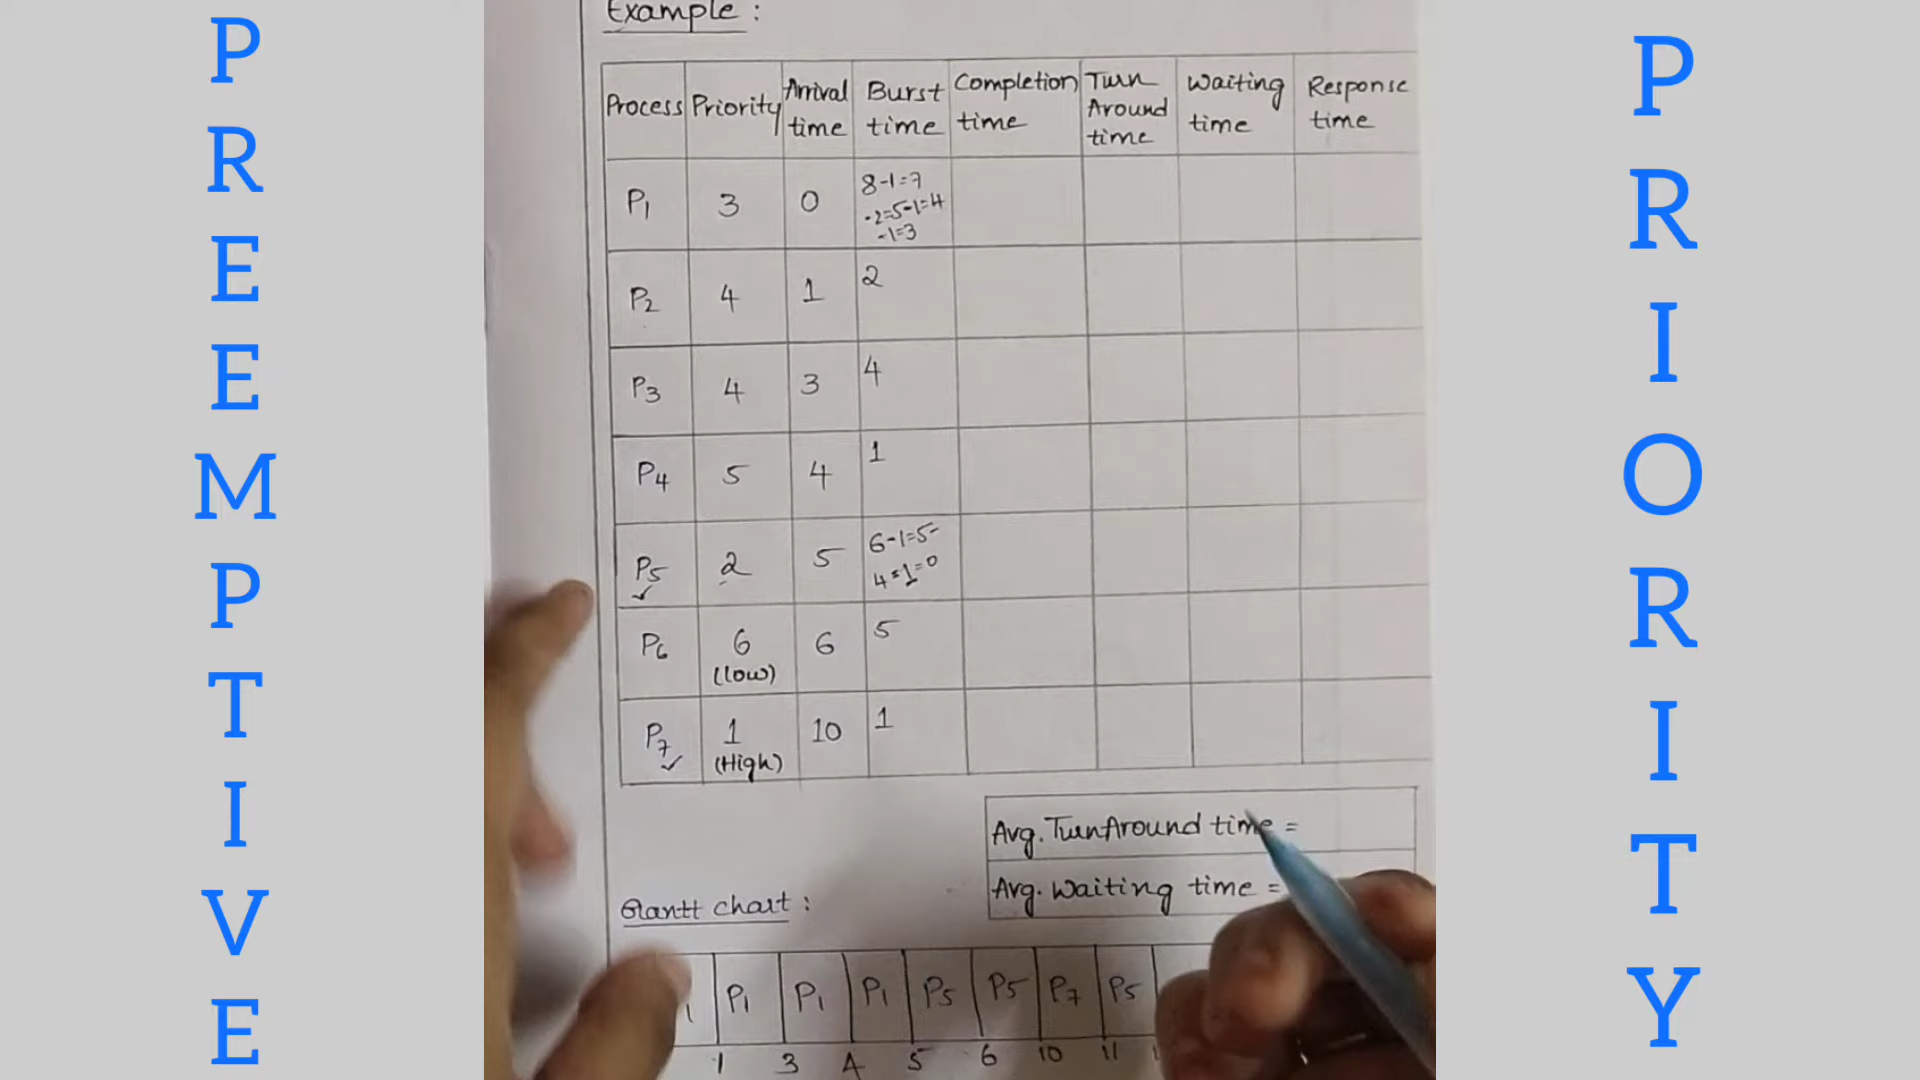 PREEMPTIVE
Example :
Process Priority Arrival time Burst time Completion time Turn Around time Waiting time Response time
P1 3 0 8-1=7
-2=5-1=4
-1=3
P2 4 1 2
P3 4 3 4
P4 5 4 1
P5 2 5 6-1=5-
4=1=0
P6 6 6 5
(low)
P7 1 10 1
(High)
Avg. TurnAround time =
Avg. Waiting time =
Gantt chart :
P1 P1 P1 P5 P5 P7 P5
1 3 4 5 6 10 11
PRIORITY